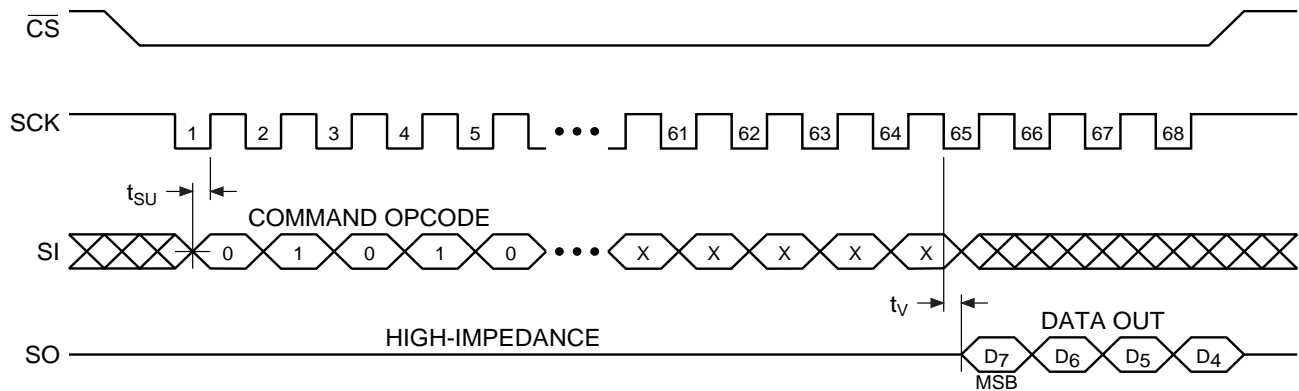 CS
SCK 1 2 3 4 5 ••• 61 62 63 64 65 66 67 68
tSU
COMMAND OPCODE
SI 0 1 0 1 0 ••• X X X X X
tV
HIGH-IMPEDANCE DATA OUT
SO D7 D6 D5 D4
MSB